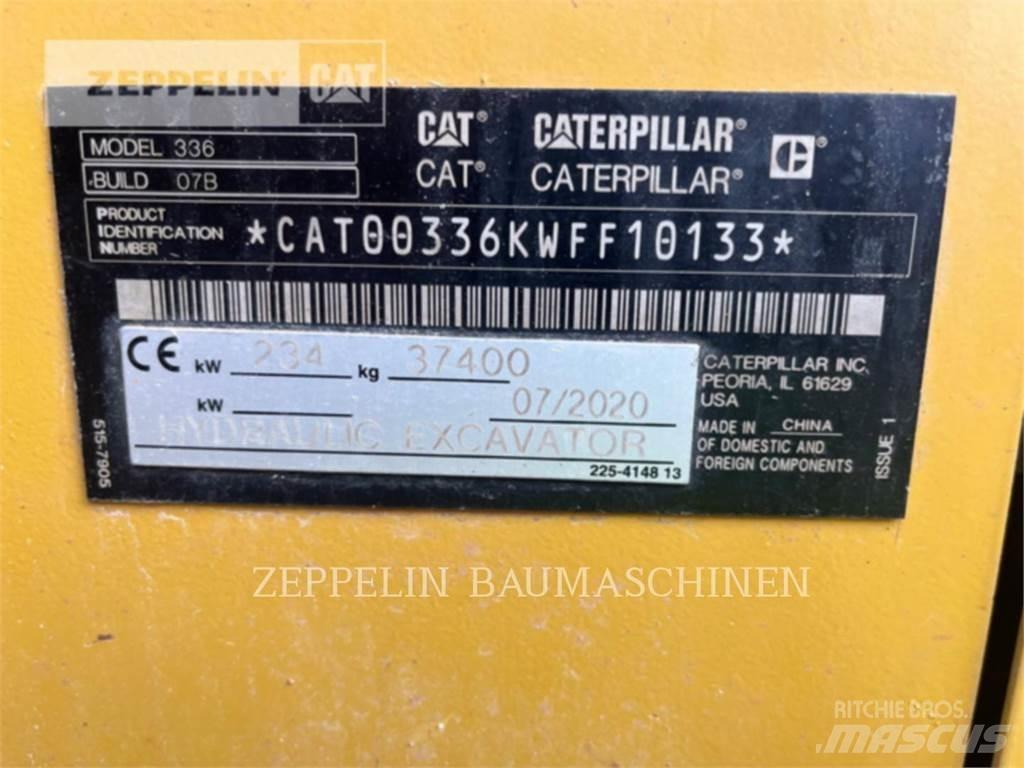 ZEPPELIN CAT
CAT® CATERPILLAR®
CAT® CATERPILLAR®
MODEL 336
BUILD 07B
PRODUCT
IDENTIFICATION
NUMBER
*CAT00336KWFF10133*
CE kW 234 kg 37400
kW 07/2020
HYDRAULIC EXCAVATOR
225-4148 13
CATERPILLAR INC.
PEORIA, IL 61629
USA
MADE IN CHINA
OF DOMESTIC AND
FOREIGN COMPONENTS
515-7905
ISSUE 1
ZEPPELIN BAUMASCHINEN
RITCHIE BROS.
MASCUS